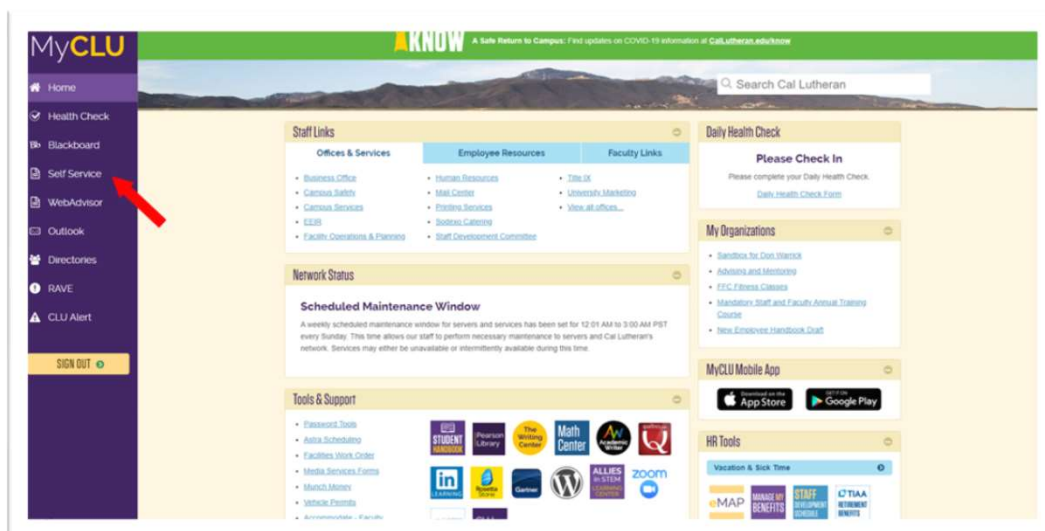 MyCLU
KNOW A Safe Return to Campus: Find updates on COVID-19 information at CalLutheran.edu/know
Search Cal Lutheran
Home
Health Check
Bb Blackboard
Self Service
WebAdvisor
Outlook
Directories
RAVE
CLU Alert
SIGN OUT
Staff Links
Offices & Services
Employee Resources
Faculty Links
Business Office
Campus Safety
Campus Services
EEIR
Facility Operations & Planning
Human Resources
Mail Center
Printing Services
Sodexo Catering
Staff Development Committee
Title IX
University Marketing
View all offices...
Network Status
Scheduled Maintenance Window
A weekly scheduled maintenance window for servers and services has been set for 12:01 AM to 3:00 AM PST
every Sunday. This time allows our staff to perform necessary maintenance to servers and Cal Lutheran's
network. Services may either be unavailable or intermittently available during this time.
Tools & Support
Password Tools
Astra Scheduling
Facilities Work Order
Media Services Forms
Munch Money
Vehicle Permits
Accommodate - Faculty
STUDENT
HANDBOOK
Pearson
Library
The
Writing
Center
Math
Center
Academic
Writer
in
LEARNING
Rosetta
Stone
Gartner
ALLIES
IN STEM
LEARNING
CENTER
zoom
Daily Health Check
Please Check In
Please complete your Daily Health Check.
Daily Health Check Form
My Organizations
Sandbox for Don Warrick
Advising and Mentoring
FFC Fitness Classes
Mandatory Staff and Faculty Annual Training
Course
New Employee Handbook Draft
MyCLU Mobile App
Download on the
App Store
GET IT ON
Google Play
HR Tools
Vacation & Sick Time
eMAP
MANAGE MY
BENEFITS
STAFF
DEVELOPMENT
SCHEDULE
TIAA
RETIREMENT
BENEFITS